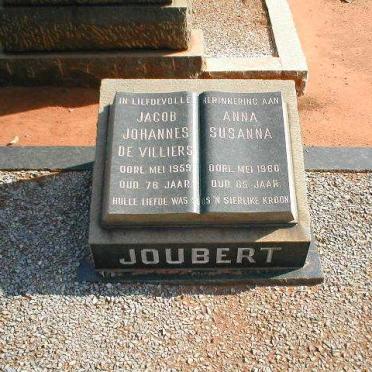 IN LIEFDEVOLLE HERINNERING AAN
JACOB
JOHANNES
DE VILLIERS
OORL. MEI 1959
OUD 76 JAAR
ANNA
SUSANNA
OORL. MEI 1960
OUD 65 JAAR
HULLE LIEFDE WAS SOOS 'N SIERLIKE KROON
JOUBERT